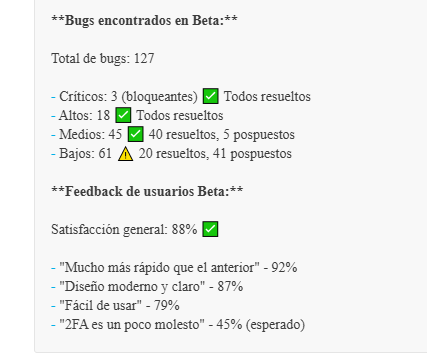 **Bugs encontrados en Beta:**
Total de bugs: 127
- Críticos: 3 (bloqueantes) ✅ Todos resueltos
- Altos: 18 ✅ Todos resueltos
- Medios: 45 ✅ 40 resueltos, 5 pospuestos
- Bajos: 61 ⚠️ 20 resueltos, 41 pospuestos
**Feedback de usuarios Beta:**
Satisfacción general: 88% ✅
- "Mucho más rápido que el anterior" - 92%
- "Diseño moderno y claro" - 87%
- "Fácil de usar" - 79%
- "2FA es un poco molesto" - 45% (esperado)